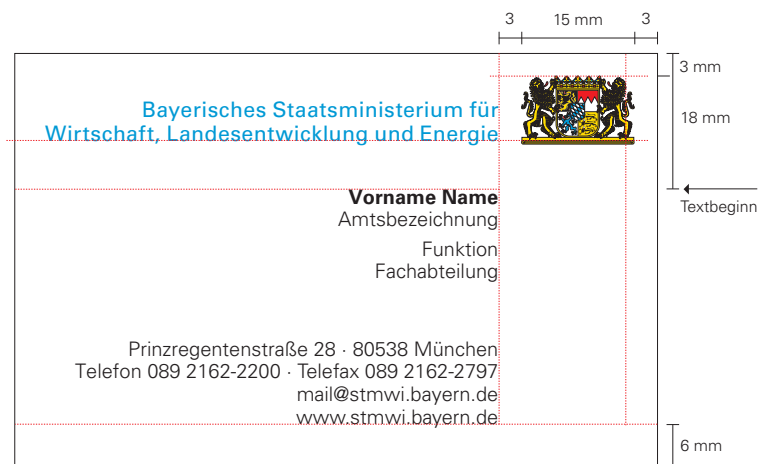 3 15 mm 3
3 mm
Bayerisches Staatsministerium für
18 mm
Wirtschaft, Landesentwicklung und Energie
Vorname Name
Textbeginn
Amtsbezeichnung
Funktion
Fachabteilung
Prinzregentenstraße 28 · 80538 München
Telefon 089 2162-2200 · Telefax 089 2162-2797
mail@stmwi.bayern.de
www.stmwi.bayern.de
6 mm